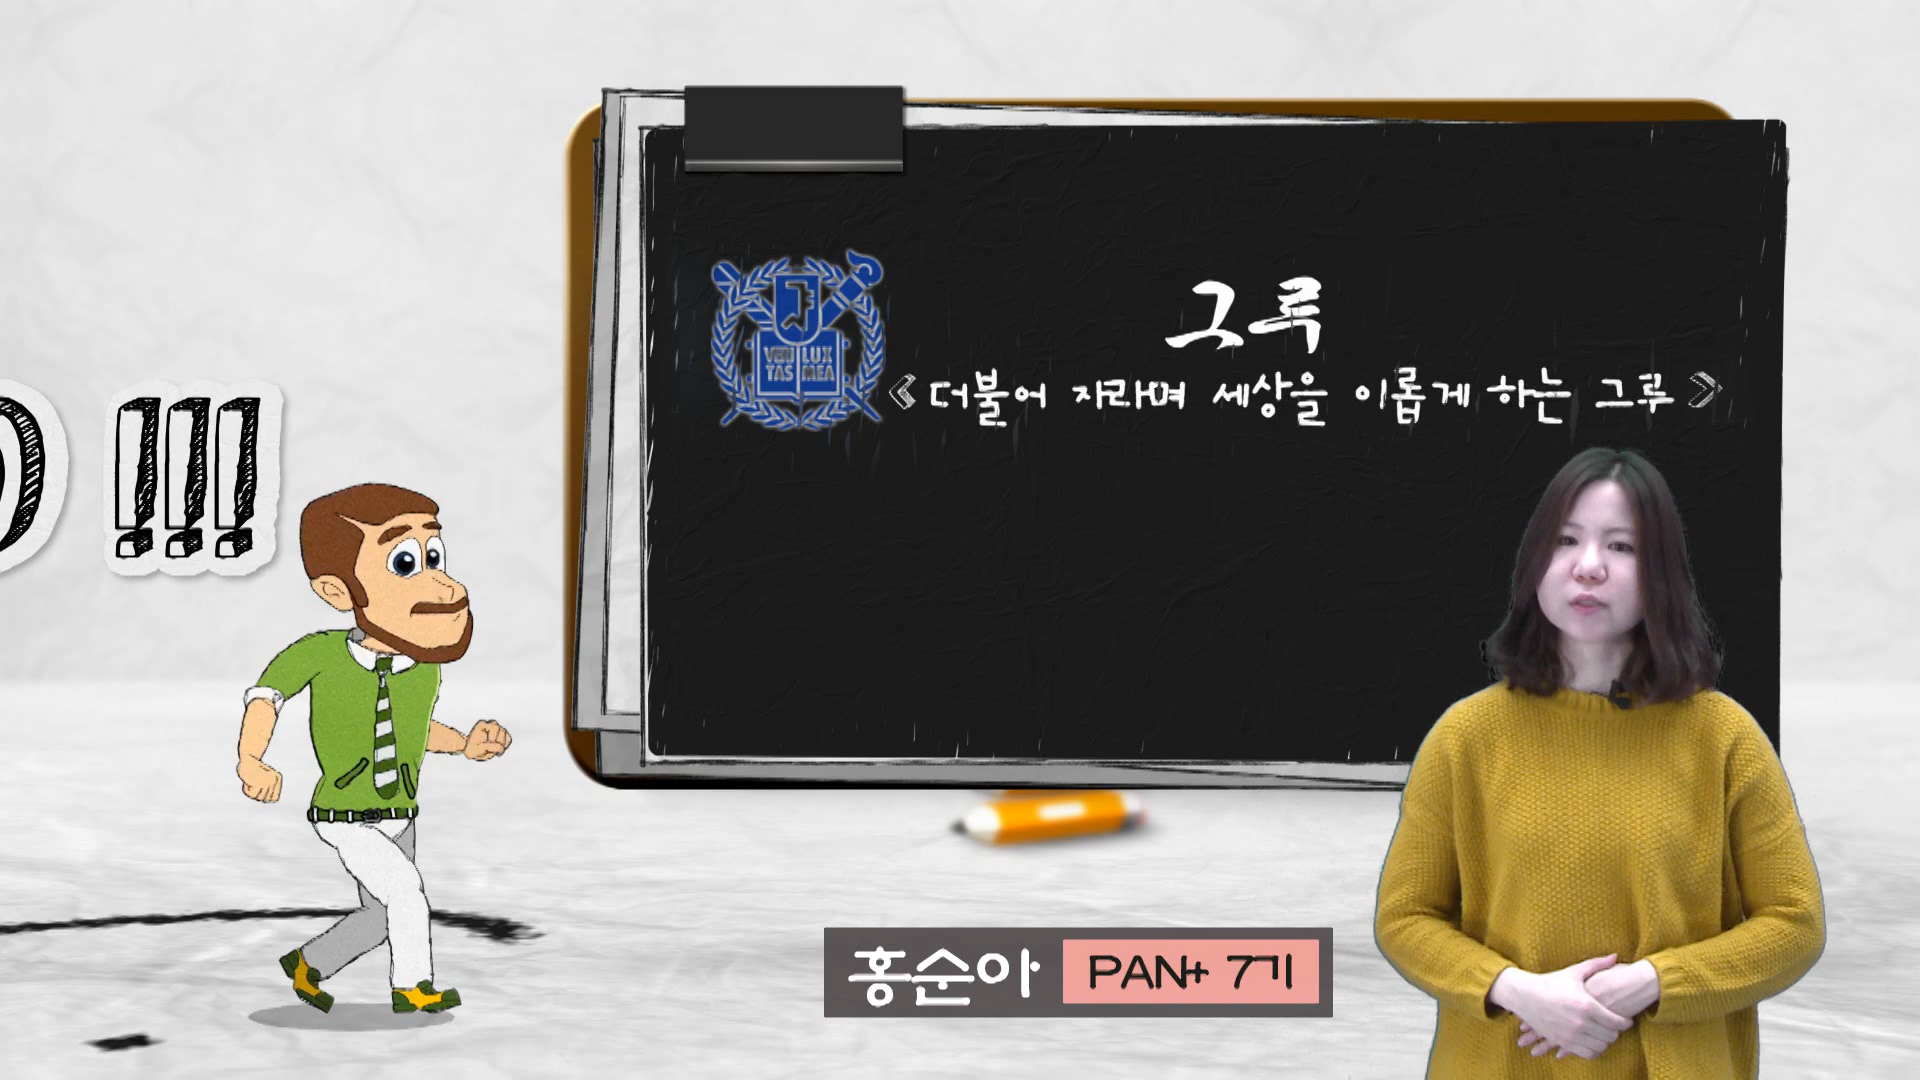 그루
《더불어 자라며 세상을 이롭게 하는 그루》
VERI LUX
TAS MEA
!!!
홍순아 PAN+ 7기